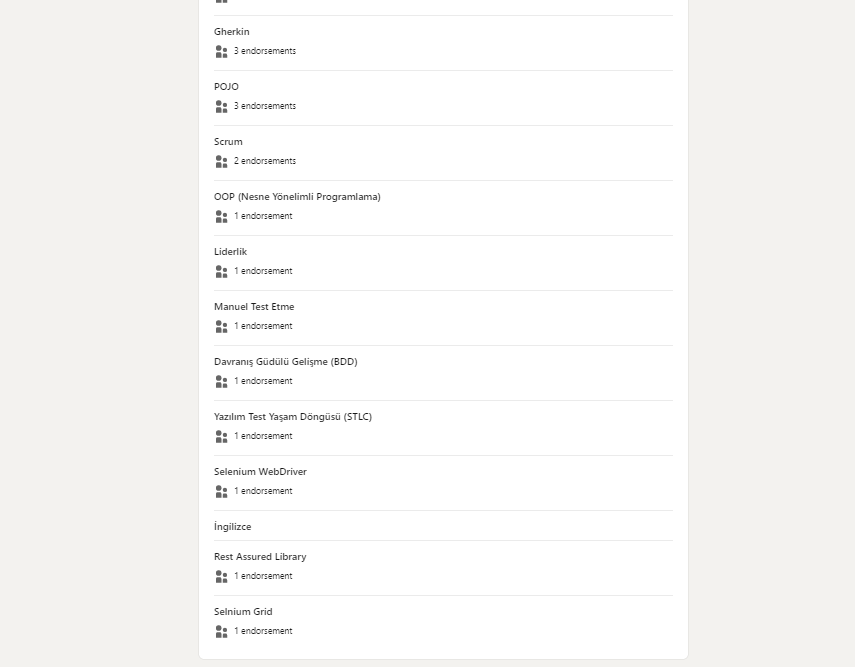 Gherkin
3 endorsements
POJO
3 endorsements
Scrum
2 endorsements
OOP (Nesne Yönelimli Programlama)
1 endorsement
Liderlik
1 endorsement
Manuel Test Etme
1 endorsement
Davranış Güdülü Gelişme (BDD)
1 endorsement
Yazılım Test Yaşam Döngüsü (STLC)
1 endorsement
Selenium WebDriver
1 endorsement
İngilizce
Rest Assured Library
1 endorsement
Selnium Grid
1 endorsement